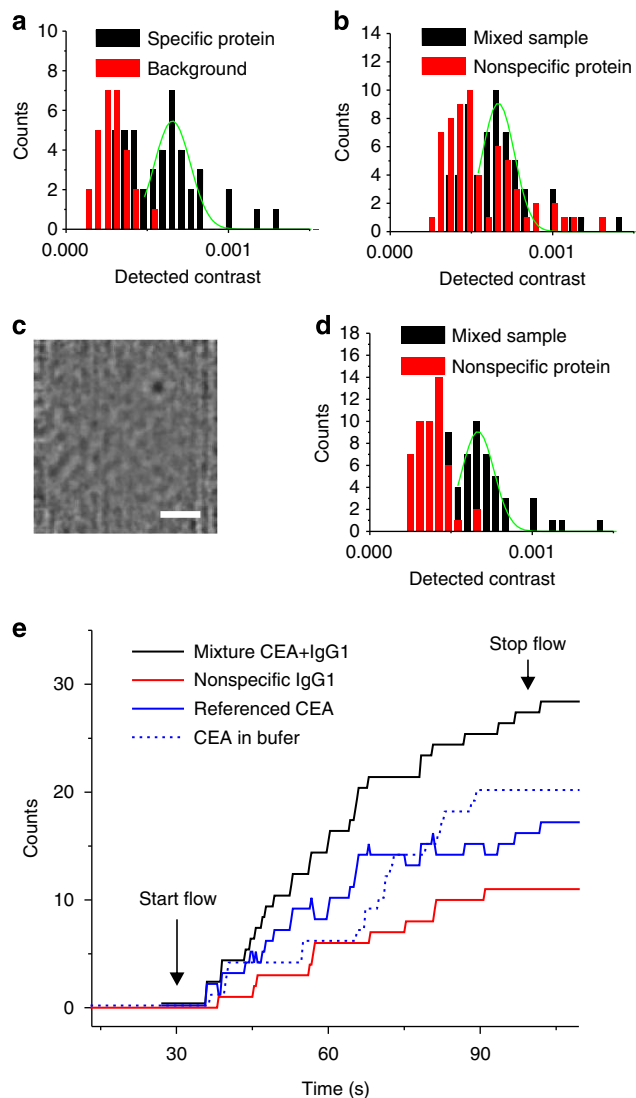 a
Specific protein
Background
10
8
6
4
2
0
Counts
0.000
0.001
Detected contrast
b
Mixed sample
Nonspecific protein
14
12
10
8
6
4
2
0
Counts
0.000
0.001
Detected contrast
c
d
Mixed sample
Nonspecific protein
18
16
14
12
10
8
6
4
2
0
Counts
0.000
0.001
Detected contrast
e
Mixture CEA+IgG1
Nonspecific IgG1
Referenced CEA
CEA in bufer
Stop flow
Start flow
30
20
10
0
Counts
30
60
90
Time (s)